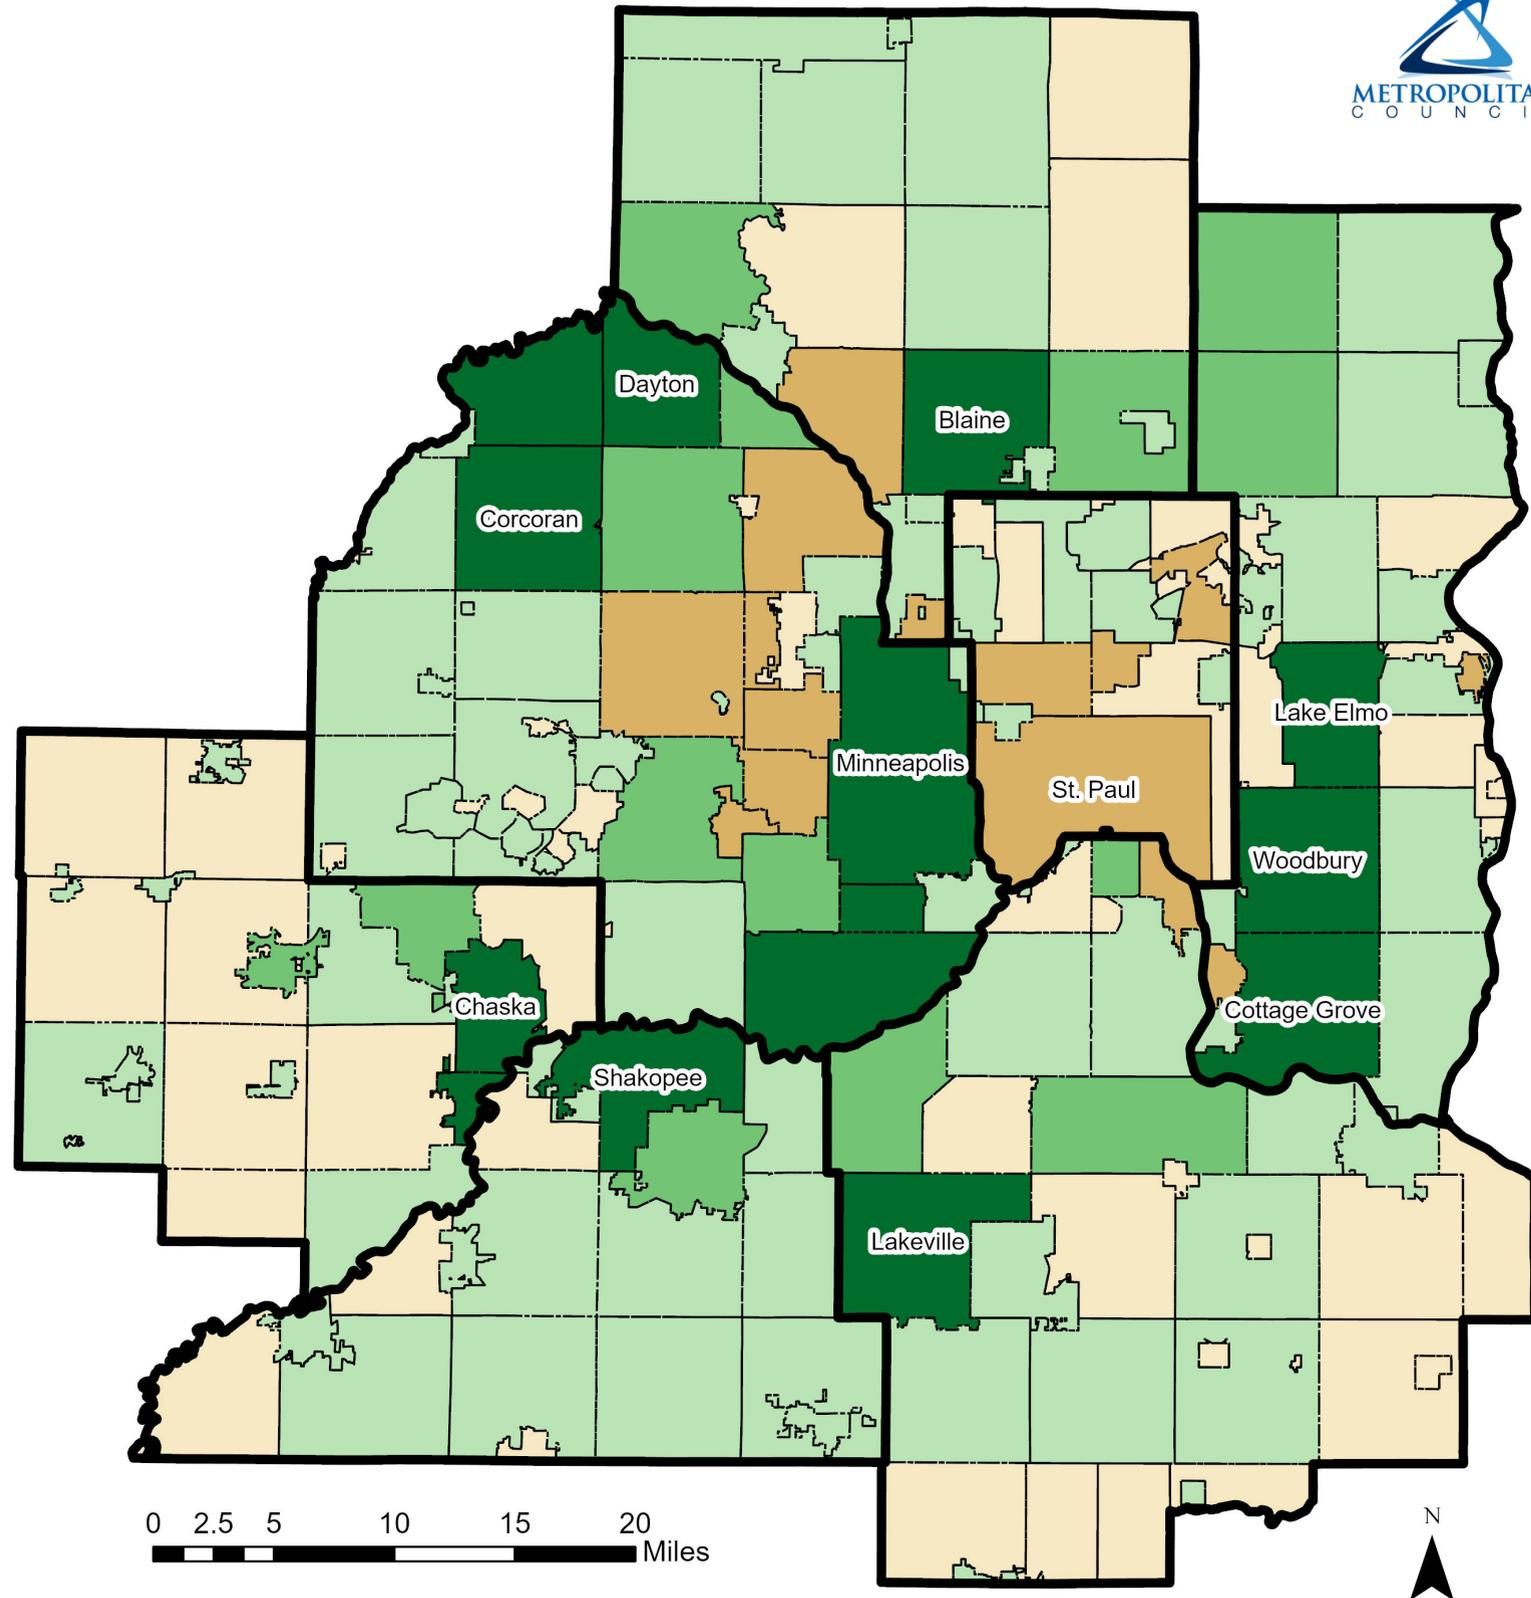 METROPOLITA
COUNCI
Dayton
Blaine
Corcoran
Lake Elmo
Minneapolis
St. Paul
Woodbury
Chaska
Cottage Grove
Shakopee
Lakeville
0 2.5 5 10 15 20
Miles
N